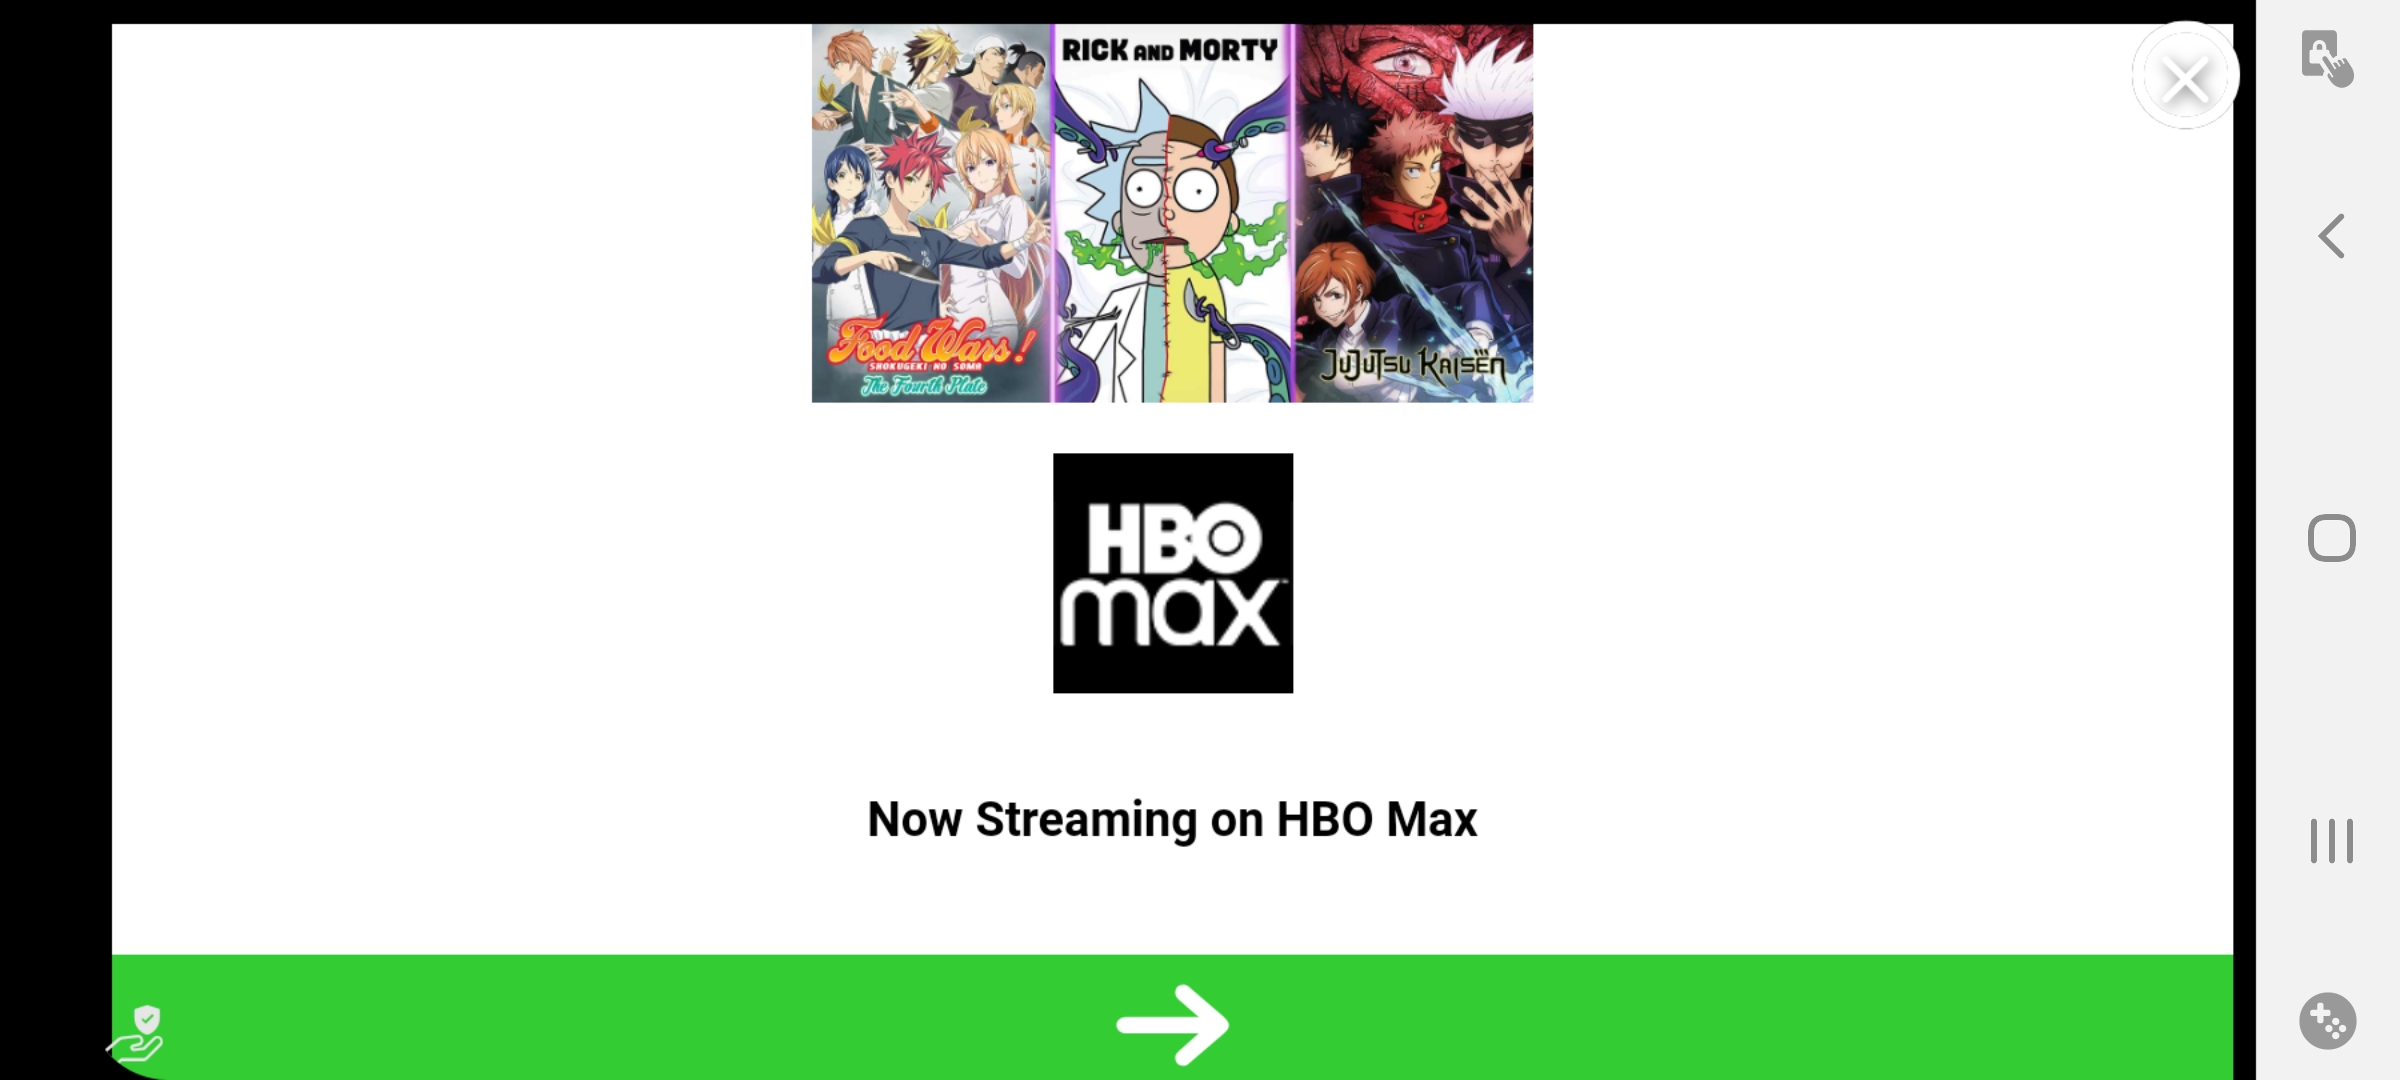 RICK AND MORTY
Food Wars!
SHOKUGEKI NO SOMA
The Fourth Plate
JUJUTSU KAISEN
HBO
max
Now Streaming on HBO Max